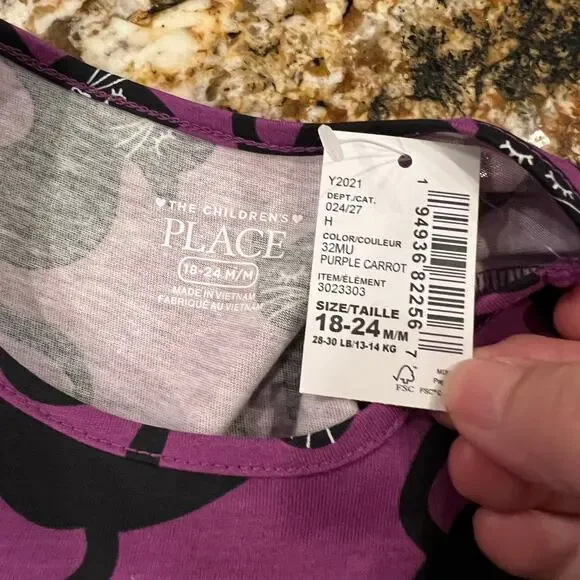 THE CHILDREN'S
PLACE
18-24 M/M
MADE IN VIETNAM
FABRIQUÉ AU VIETNAM
Y2021
DEPT./CAT.
024/27
H
COLOR/COULEUR
32MU
PURPLE CARROT
ITEM/ELÉMENT
3023303
SIZE/TAILLE
18-24 M/M
28-30 LB/13-14 KG
1 94936 82256 7
FSC
FSC®